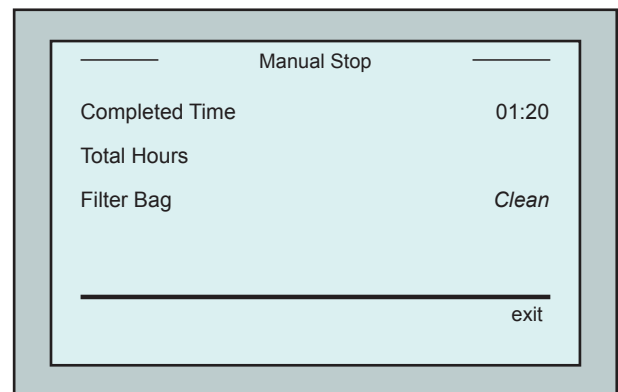 Manual Stop
Completed Time 01:20
Total Hours
Filter Bag Clean
exit